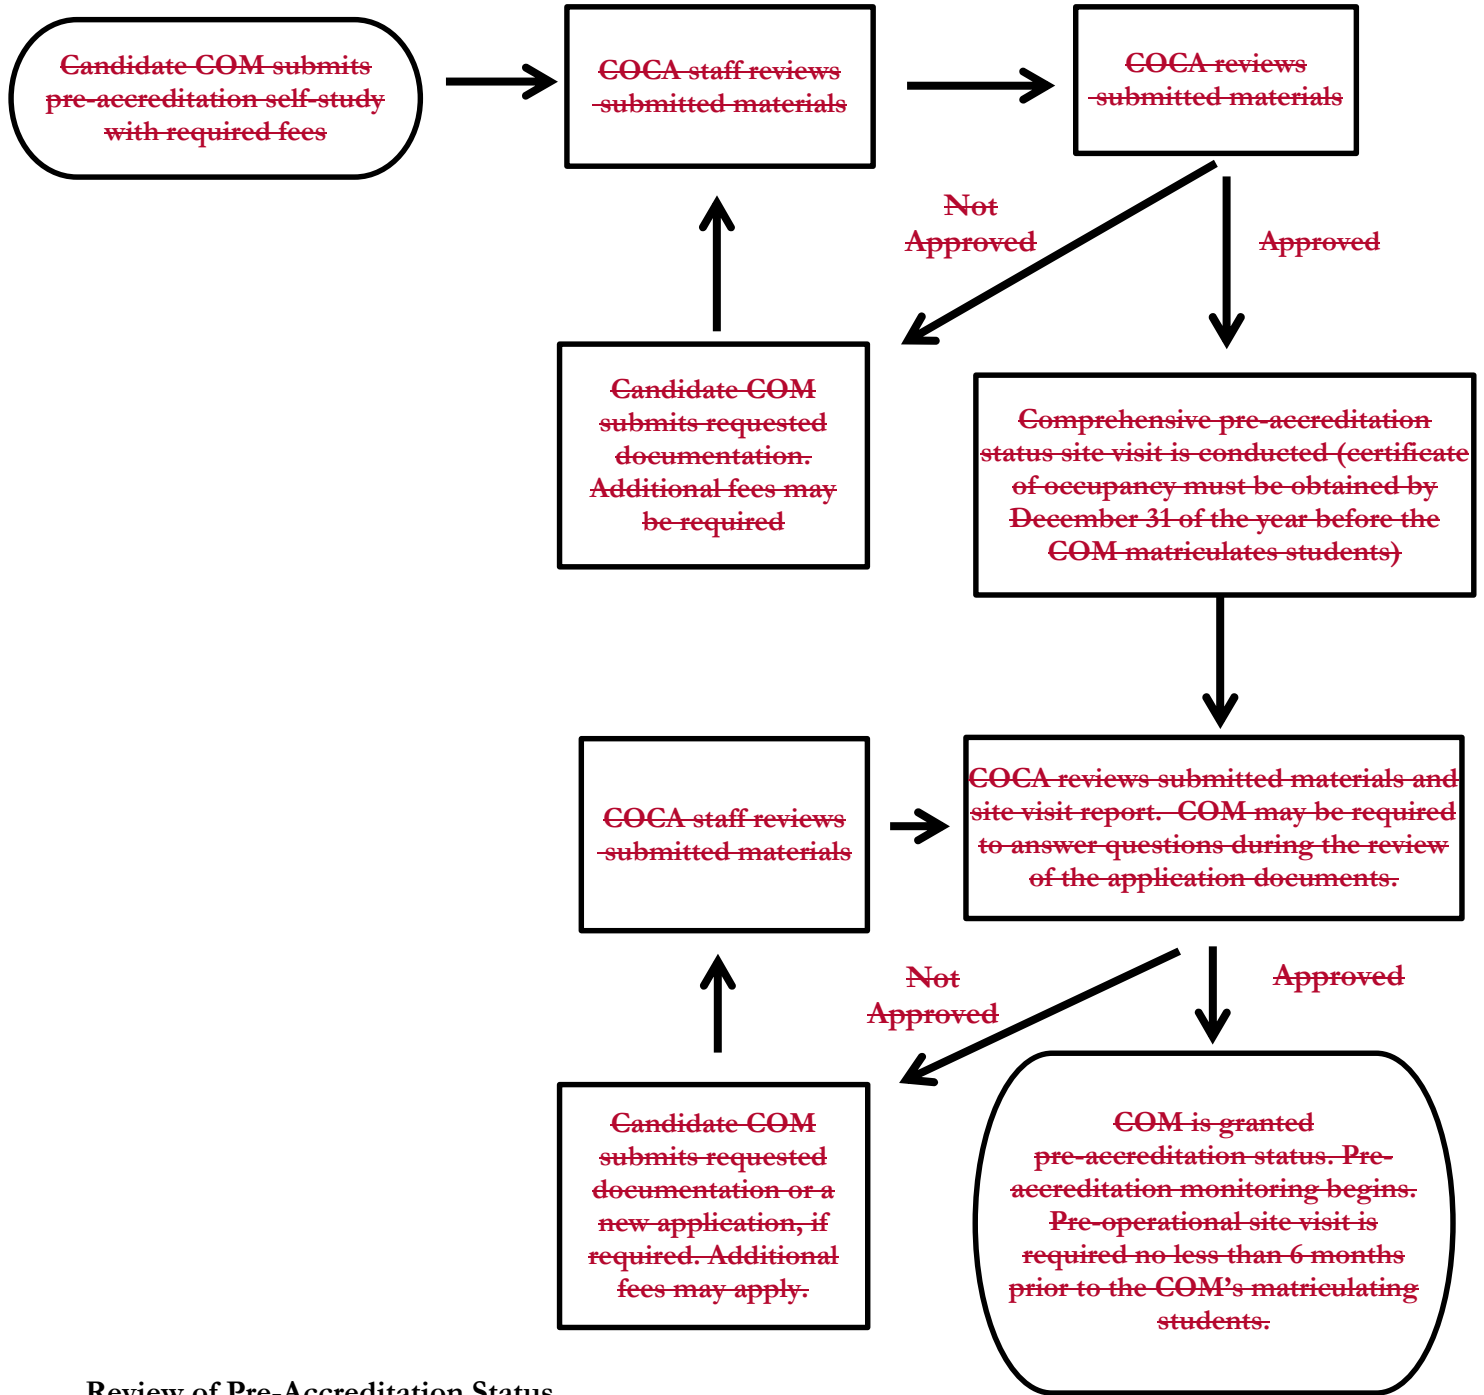 Candidate COM submits
pre-accreditation self-study
with required fees
COCA staff reviews
submitted materials
COCA reviews
submitted materials
Not
Approved
Approved
Candidate COM
submits requested
documentation.
Additional fees may
be required
Comprehensive pre-accreditation
status site visit is conducted (certificate
of occupancy must be obtained by
December 31 of the year before the
COM matriculates students)
COCA staff reviews
submitted materials
COCA reviews submitted materials and
site visit report. COM may be required
to answer questions during the review
of the application documents.
Not
Approved
Approved
Candidate COM
submits requested
documentation or a
new application, if
required. Additional
fees may apply.
COM is granted
pre-accreditation status. Pre-
accreditation monitoring begins.
Pre-operational site visit is
required no less than 6 months
prior to the COM’s matriculating
students.
Review of Pre-Accreditation Status